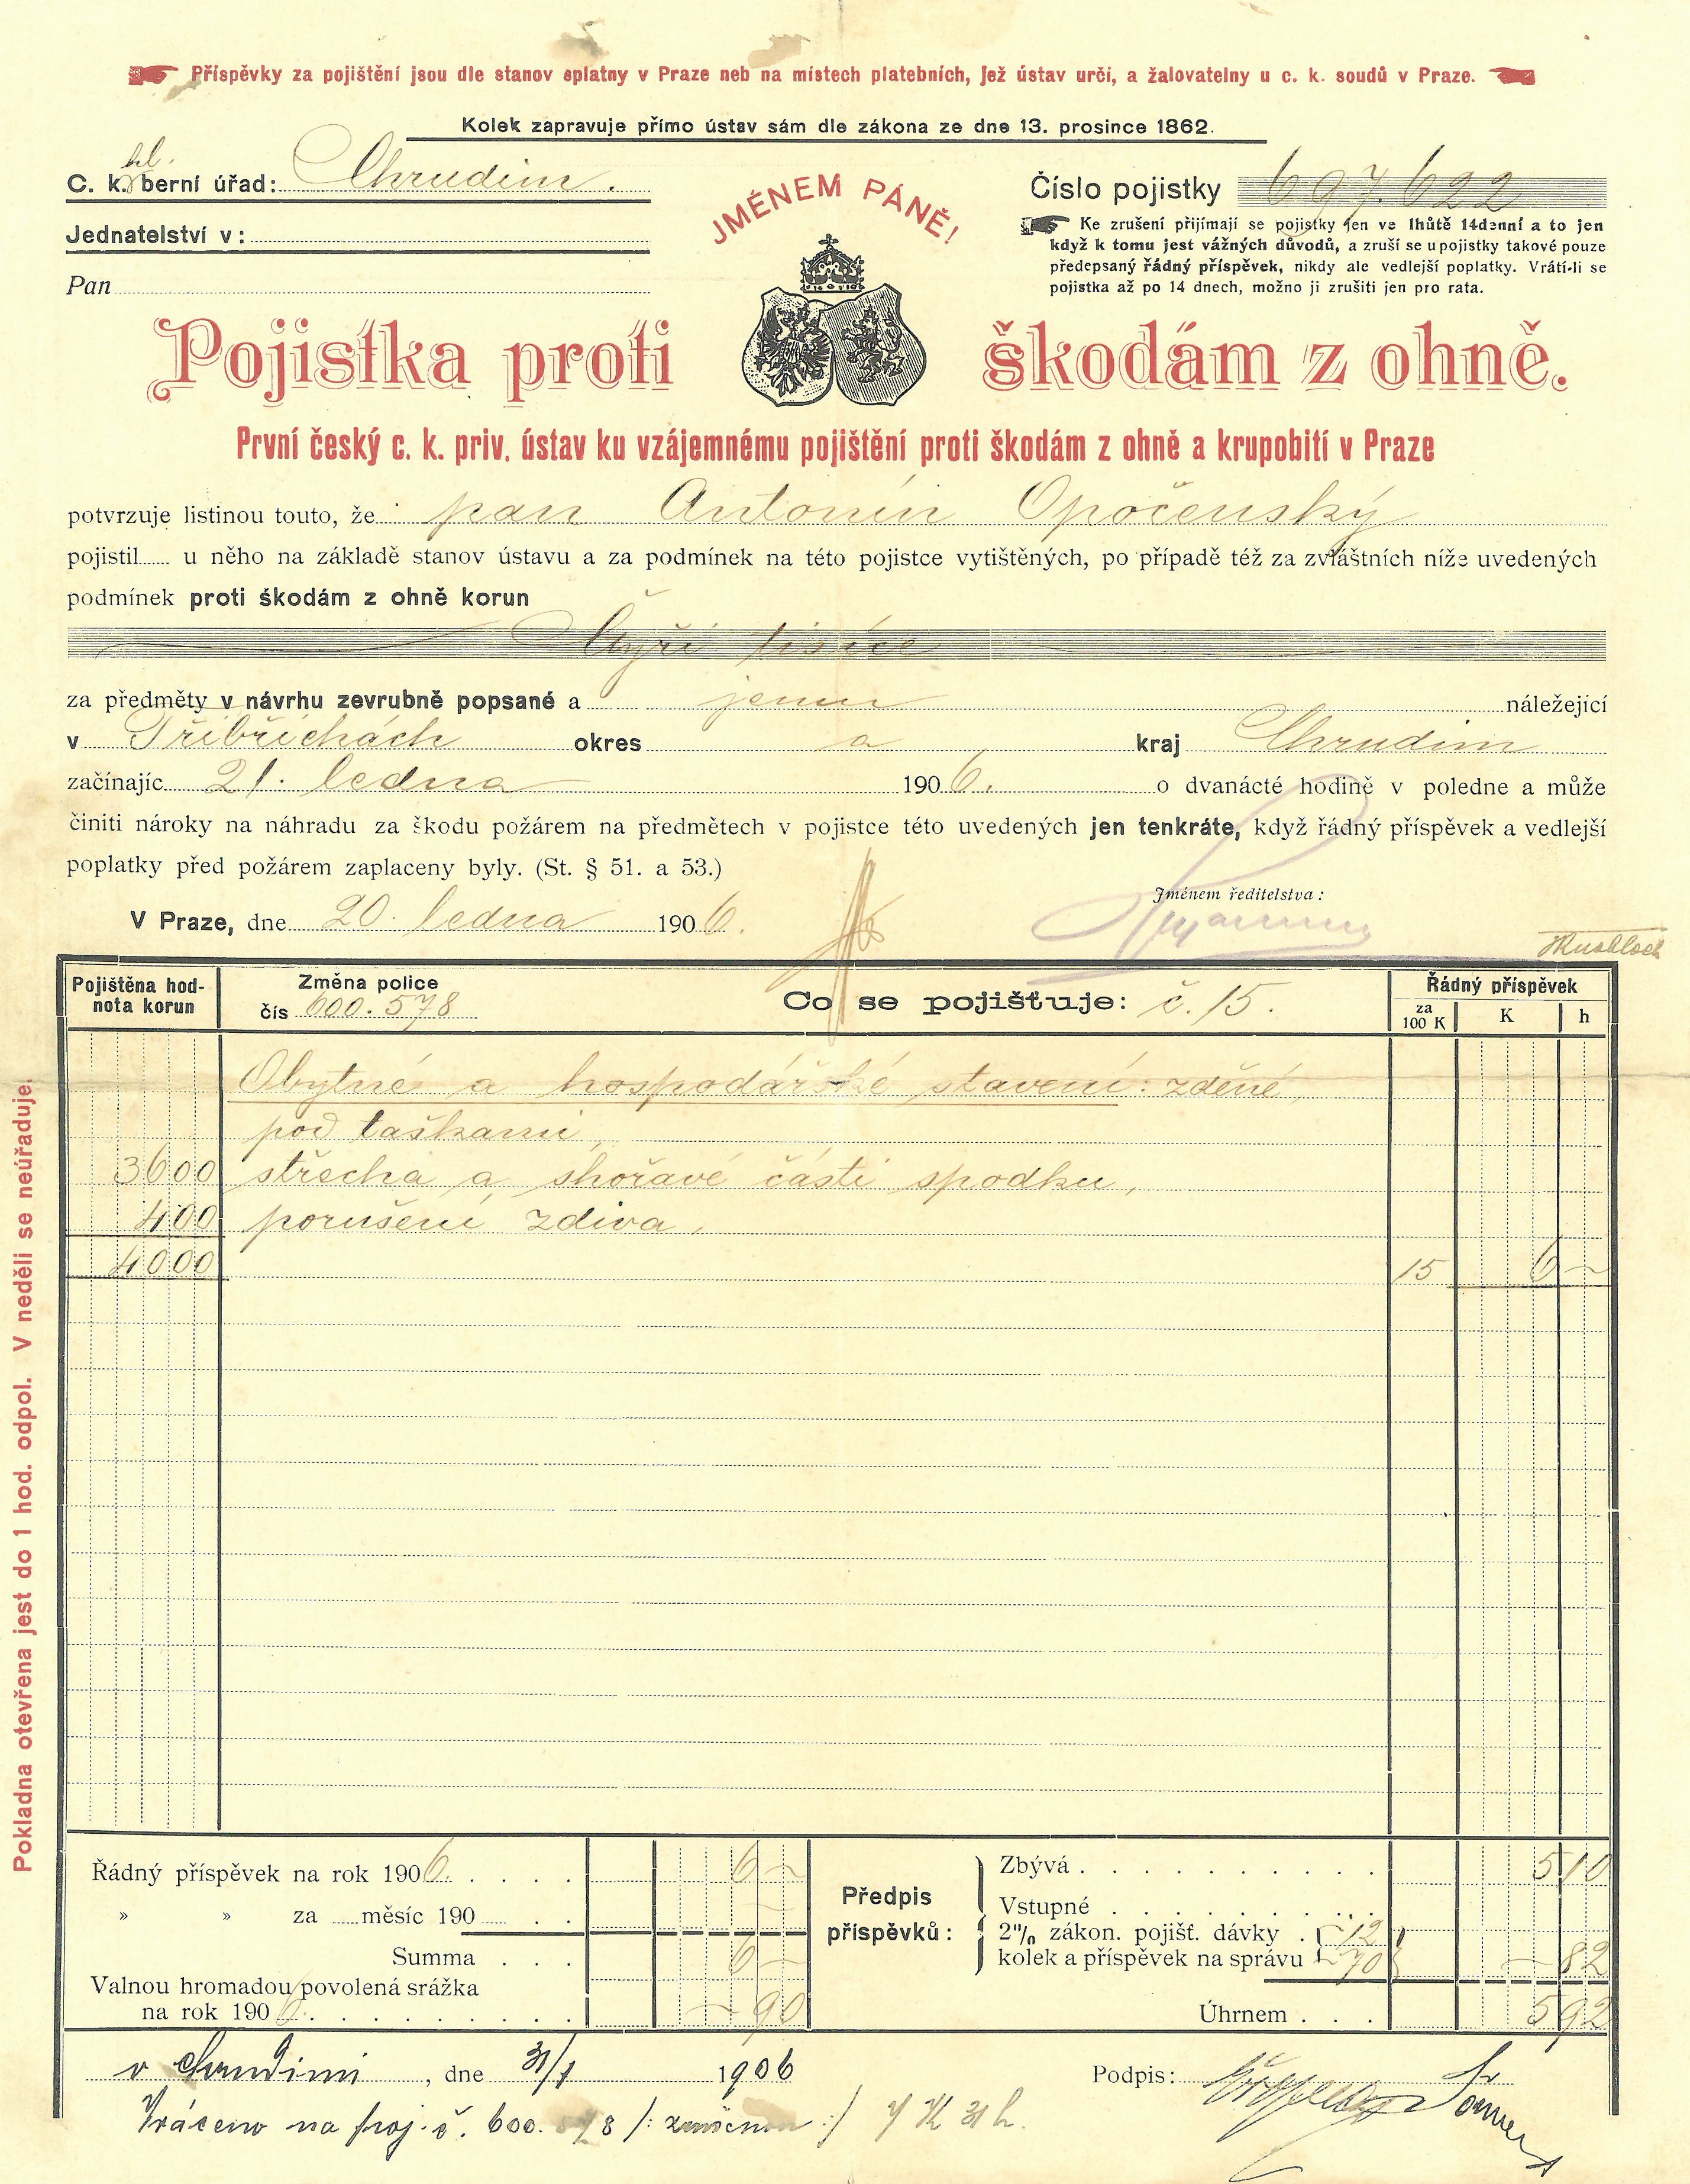 Příspěvky za pojištění jsou dle stanov splatny v Praze neb na místech platebních, jež ústav určí, a žalovatelny u c. k. soudů v Praze.
Kolek zapravuje přímo ústav sám dle zákona ze dne 13. prosince 1862.
C. k. hl. berní úřad: Chrudim.
Jednatelství v:
Pan
JMÉNEM PÁNĚ!
Číslo pojistky 697.622
Ke zrušení přijímají se pojistky jen ve lhůtě 14denní a to jen
když k tomu jest vážných důvodů, a zruší se u pojistky takové pouze
předepsaný řádný příspěvek, nikdy ale vedlejší poplatky. Vrátí-li se
pojistka až po 14 dnech, možno ji zrušiti jen pro rata.
Pojistka proti škodám z ohně.
První český c. k. priv. ústav ku vzájemnému pojištění proti škodám z ohně a krupobití v Praze
potvrzuje listinou touto, že pan Antonín Opočenský
pojistil u něho na základě stanov ústavu a za podmínek na této pojistce vytištěných, po případě též za zvláštních níže uvedených
podmínek proti škodám z ohně korun
Čtyři tisíce
za předměty v návrhu zevrubně popsané a jemu náležející
v Třibřichách okres a kraj Chrudim
začínajíc 21. ledna 1906. o dvanácté hodině v poledne a může
činiti nároky na náhradu za škodu požárem na předmětech v pojistce této uvedených jen tenkráte, když řádný příspěvek a vedlejší
poplatky před požárem zaplaceny byly. (St. § 51. a 53.)
Jménem ředitelstva:
V Praze, dne 20. ledna 1906.
Pojištěna hodnota korun
Změna police
čís 600.578
Co se pojišťuje: č. 15.
Řádný příspěvek
za 100 K K h
Obytné a hospodářské stavení: zděné,
pod taškami,
3600 střecha a shořavé části spodku,
400 porušení zdiva.
4000 15 6 —
Pokladna otevřena jest do 1 hod. odpol. V neděli se neúřaduje.
Řádný příspěvek na rok 1906. 6 —
» » za měsíc 190
Summa 6 —
Valnou hromadou povolená srážka
na rok 1906. — 90
Předpis
příspěvků:
Zbývá 5 10
Vstupné
2% zákon. pojišť. dávky — 12
kolek a příspěvek na správu — 70 — 82
Úhrnem 5 92
v Chrudimi, dne 31/1 1906
Podpis:
Vráceno na poj. č. 600.578